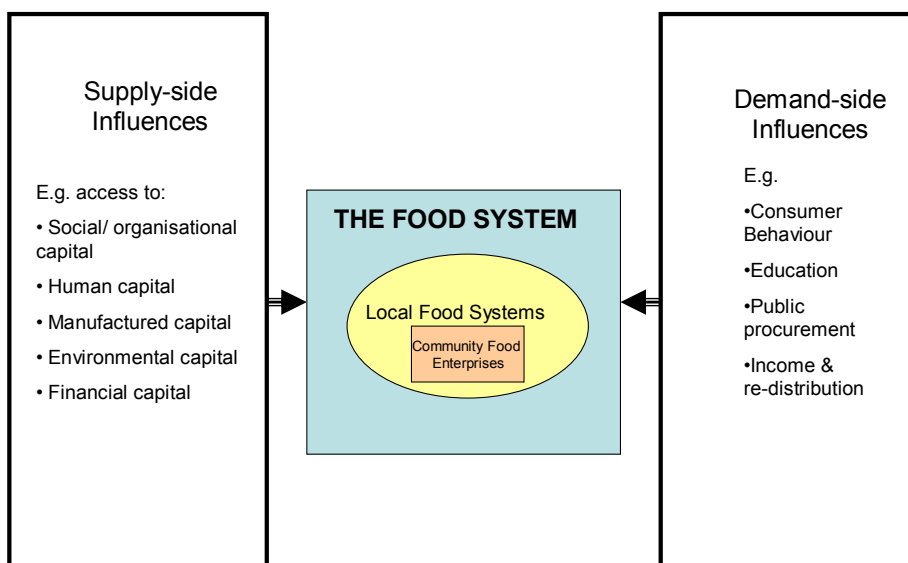 Supply-side
Influences
E.g. access to:
• Social/ organisational
capital
• Human capital
• Manufactured capital
• Environmental capital
• Financial capital
THE FOOD SYSTEM
Local Food Systems
Community Food
Enterprises
Demand-side
Influences
E.g.
•Consumer
Behaviour
•Education
•Public
procurement
•Income &
re-distribution